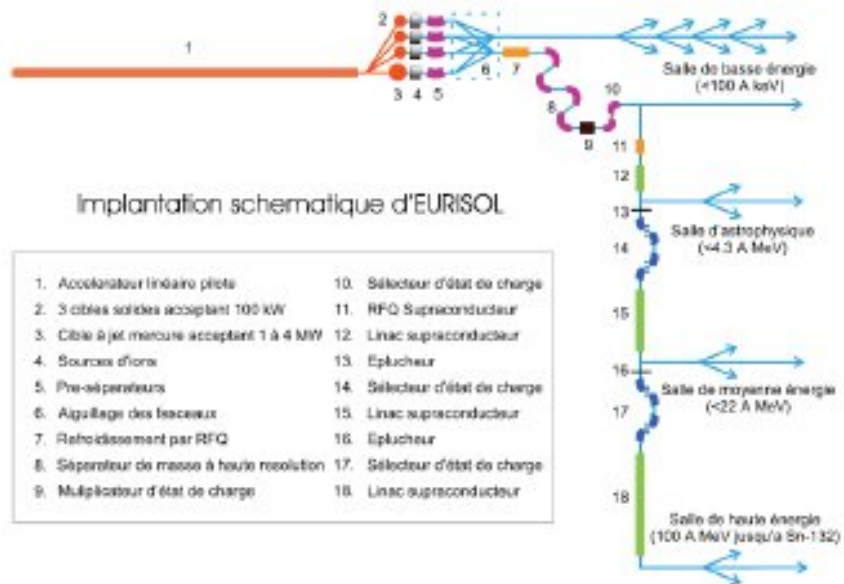 1
2
3 4 5
6
7
8
9
10
Salle de basse énergie
(<100 A keV)
11
12
13
Salle d'astrophysique
(<4.3 A MeV)
14
15
16
Salle de moyenne énergie
(<22 A MeV)
17
18
Salle de haute énergie
(100 A MeV jusqu'a Sn-132)
Implantation schematique d'EURISOL
1. Accelerateur linéaire pilote
2. 3 cibles solides acceptant 100 kW
3. Cible à jet mercure acceptant 1 à 4 MW
4. Sources d'ions
5. Pre-séparateurs
6. Aiguillage des faisceaux
7. Refroidissement par RFQ
8. Séparateur de masse à haute resolution
9. Muliplicateur d'état de charge
10. Sélecteur d'état de charge
11. RFQ Supraconducteur
12. Linac supraconducteur
13. Eplucheur
14. Sélecteur d'état de charge
15. Linac supraconducteur
16. Eplucheur
17. Sélecteur d'état de charge
18. Linac supraconducteur